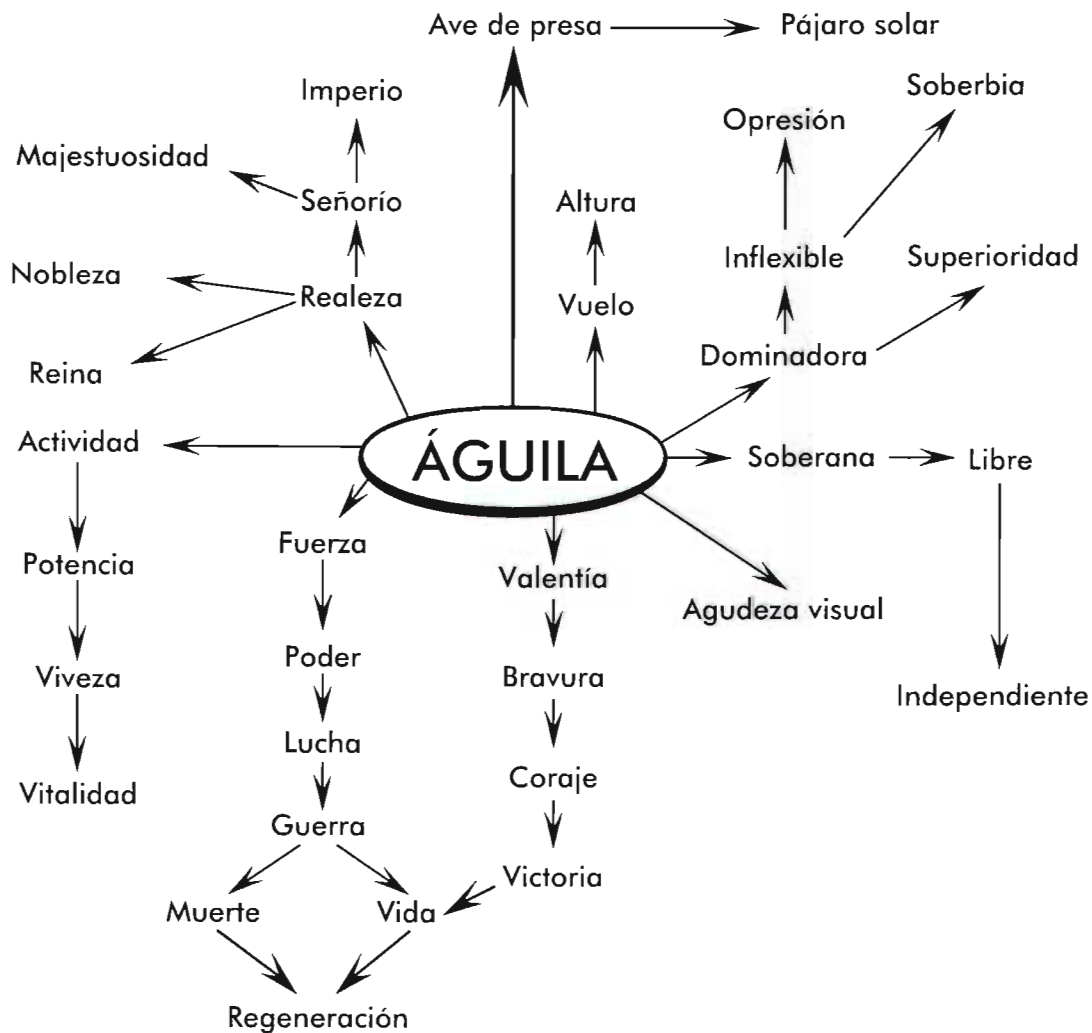 Ave de presa
Pájaro solar
Imperio
Soberbia
Opresión
Majestuosidad
Señorío
Altura
Inflexible
Superioridad
Nobleza
Realeza
Vuelo
Dominadora
Reina
Actividad
ÁGUILA
Soberana
Libre
Fuerza
Potencia
Valentía
Agudeza visual
Poder
Viveza
Bravura
Independiente
Lucha
Vitalidad
Coraje
Guerra
Victoria
Muerte
Vida
Regeneración